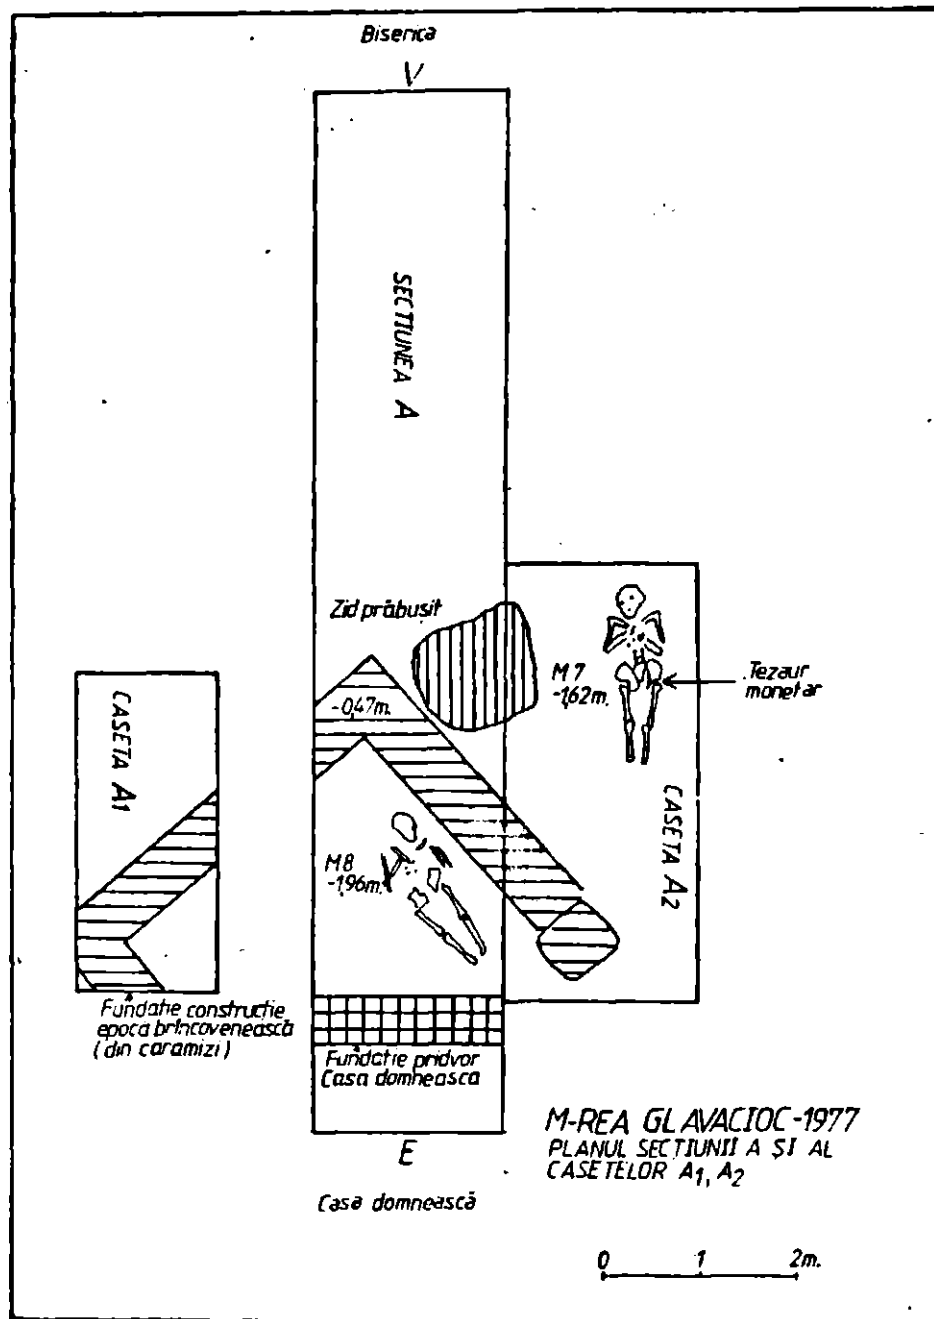 Biserica
V
SECTIUNEA A
Zid prăbusit
M 7
-1,62m.
Tezaur
monetar
-0,47m.
CASETA A1
CASETA A2
M 8
-1,96m.
Fundatie constructie
epoca brîncovenească
(din caramizi)
Fundatie pridvor
Casa domneasca
E
Casa domnească
M-REA GLAVACIOC-1977
PLANUL SECTIUNII A ŞI AL
CASETELOR A1, A2
0 1 2m.